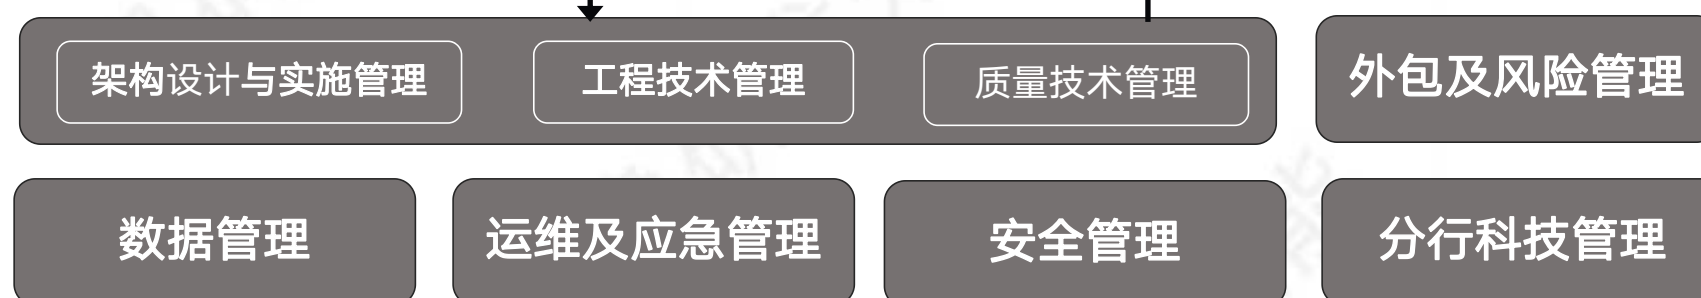 架构设计与实施管理
工程技术管理
质量技术管理
外包及风险管理
数据管理
运维及应急管理
安全管理
分行科技管理